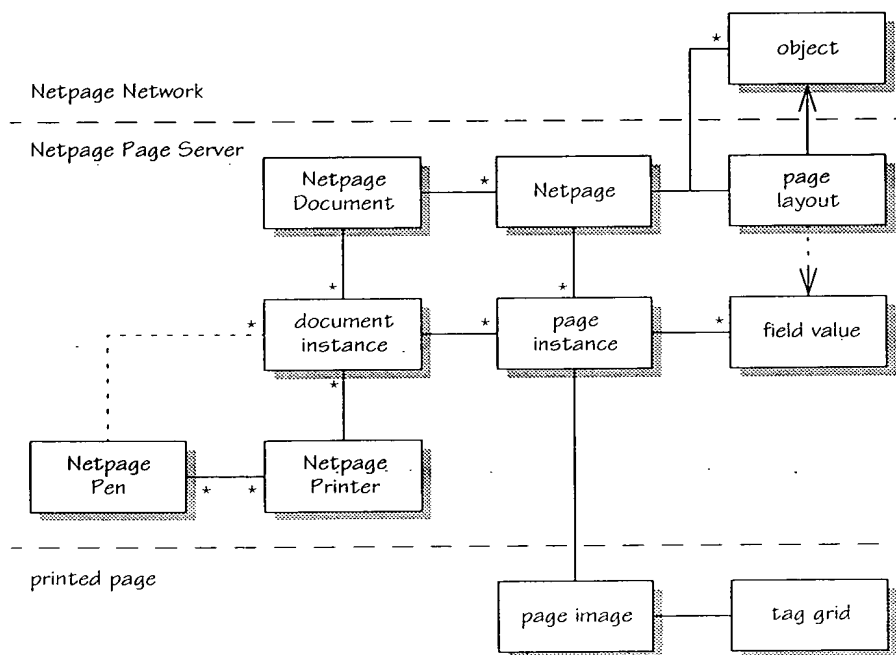 *
object
Netpage Network
Netpage Page Server
Netpage
Document
*
Netpage
page
layout
*
*
*
document
instance
*
page
instance
*
field value
*
Netpage
Pen
*
*
Netpage
Printer
printed page
page image
tag grid